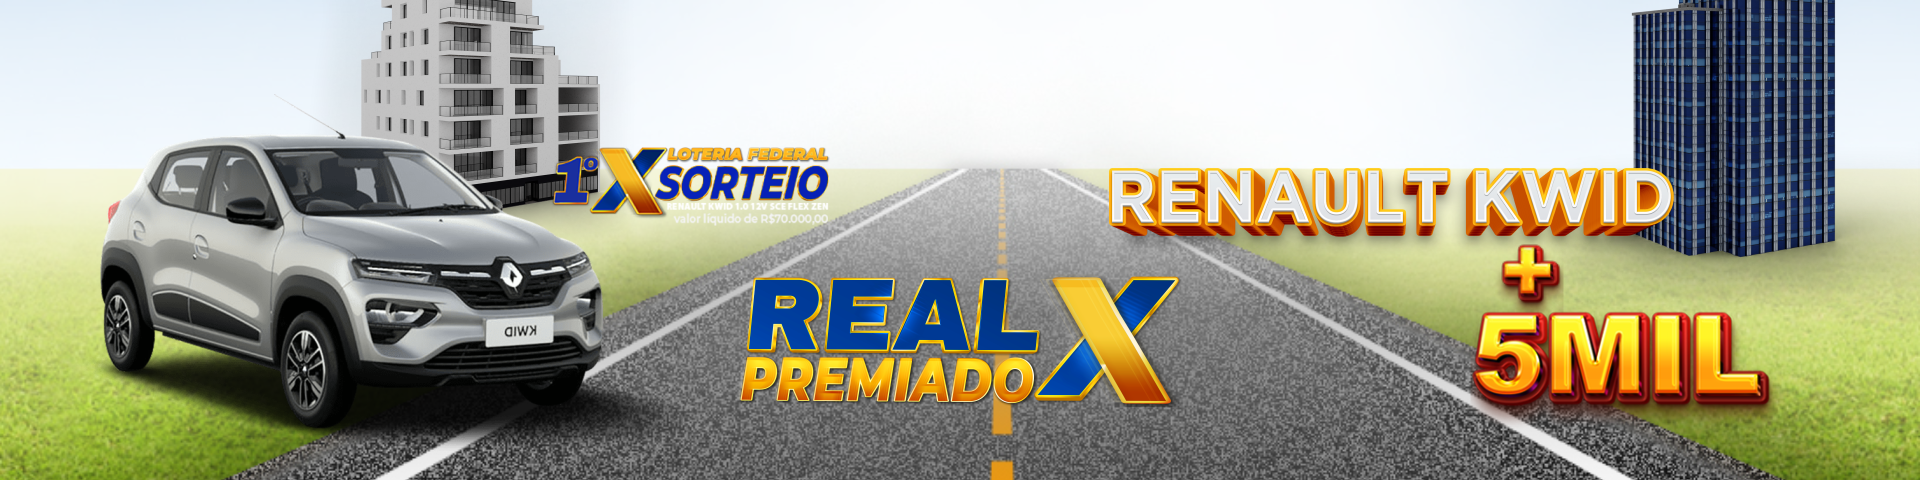 LOTERIA FEDERAL
1º X SORTEIO
RENAULT KWID 1.0 12V SCE FLEX ZEN
valor líquido de R$70.000,00
RENAULT KWID
+
5MIL
REAL X
PREMIADO
KWID